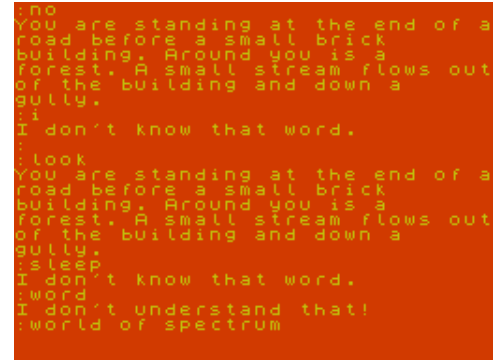 :no
You are standing at the end of a
road before a small brick
building. Around you is a
forest. A small stream flows out
of the building and down a
gully.
:i
I don't know that word.
:
:look
You are standing at the end of a
road before a small brick
building. Around you is a
forest. A small stream flows out
of the building and down a
gully.
:sleep
I don't know that word.
:word
I don't understand that!
:world of spectrum